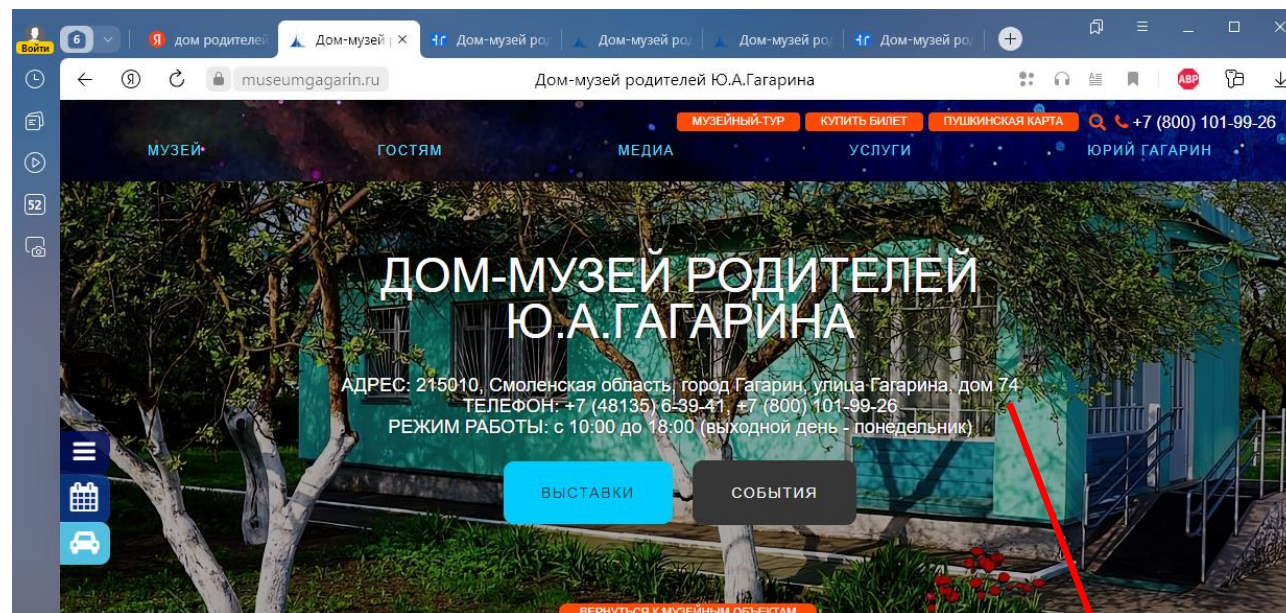 Войти
6
дом родителей
Дом-музей р
Дом-музей ро
Дом-музей ро
Дом-музей ро
Дом-музей ро
museumgagarin.ru
Дом-музей родителей Ю.А.Гагарина
ABP
52
МУЗЕЙНЫЙ-ТУР
КУПИТЬ БИЛЕТ
ПУШКИНСКАЯ КАРТА
+7 (800) 101-99-26
МУЗЕЙ
ГОСТЯМ
МЕДИА
УСЛУГИ
ЮРИЙ ГАГАРИН
ДОМ-МУЗЕЙ РОДИТЕЛЕЙ
Ю.А.ГАГАРИНА
АДРЕС: 215010, Смоленская область, город Гагарин, улица Гагарина, дом 74
ТЕЛЕФОН: +7 (48135) 6-39-41, +7 (800) 101-99-26
РЕЖИМ РАБОТЫ: с 10:00 до 18:00 (выходной день - понедельник)
ВЫСТАВКИ
СОБЫТИЯ
ВЕРНУТЬСЯ К МУЗЕЙНЫМ ОБЪЕКТАМ